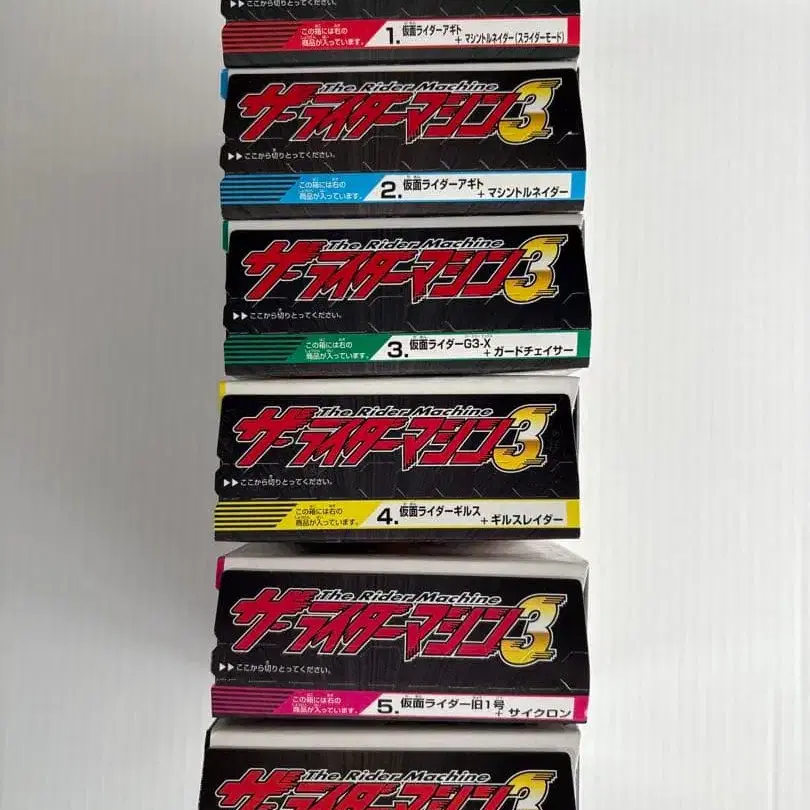 この箱には右の
商品が入っています。
1. 仮面ライダーアギト
+ マシントルネイダー(スライダーモード)
The Rider Machine
ザ・ライダーマシン3
▶▶ここから切りとってください。
この箱には右の
商品が入っています。
2. 仮面ライダーアギト
+ マシントルネイダー
The Rider Machine
ザ・ライダーマシン3
▶▶ここから切りとってください。
この箱には右の
商品が入っています。
3. 仮面ライダーG3-X
+ ガードチェイサー
The Rider Machine
ザ・ライダーマシン3
▶▶ここから切りとってください。
この箱には右の
商品が入っています。
4. 仮面ライダーギルス
+ ギルスレイダー
The Rider Machine
ザ・ライダーマシン3
▶▶ここから切りとってください。
この箱には右の
商品が入っています。
5. 仮面ライダー旧1号
+ サイクロン
The Rider Machine
ザ・ライダーマシン3